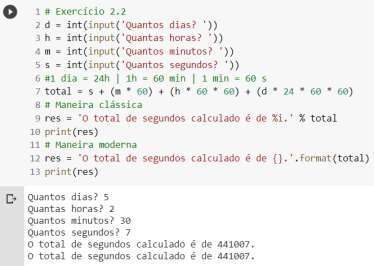 1 # Exercício 2.2
2 d = int(input('Quantos dias? '))
3 h = int(input('Quantas horas? '))
4 m = int(input('Quantos minutos? '))
5 s = int(input('Quantos segundos? '))
6 #1 dia = 24h | 1h = 60 min | 1 min = 60 s
7 total = s + (m * 60) + (h * 60 * 60) + (d * 24 * 60 * 60)
8 # Maneira clássica
9 res = 'O total de segundos calculado é de %i.' % total
10 print(res)
11 # Maneira moderna
12 res = 'O total de segundos calculado é de {}.'.format(total)
13 print(res)
Quantos dias? 5
Quantas horas? 2
Quantos minutos? 30
Quantos segundos? 7
O total de segundos calculado é de 441007.
O total de segundos calculado é de 441007.